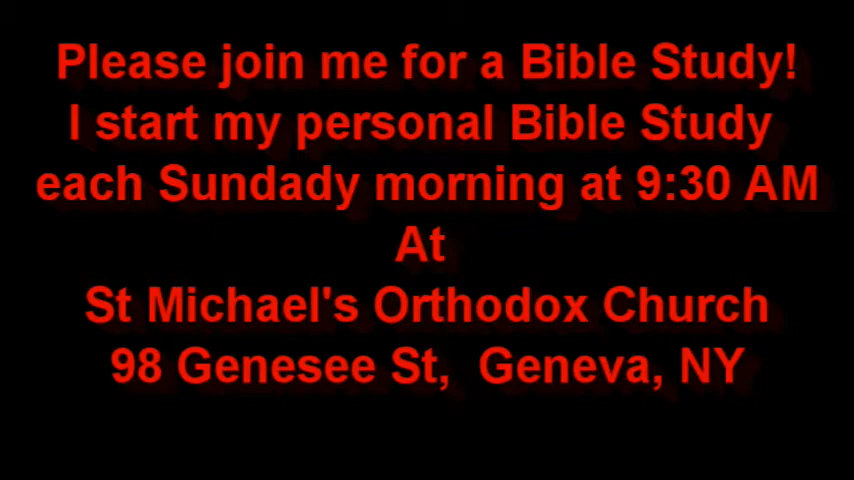 Please join me for a Bible Study!
I start my personal Bible Study
each Sundady morning at 9:30 AM
At
St Michael's Orthodox Church
98 Genesee St, Geneva, NY